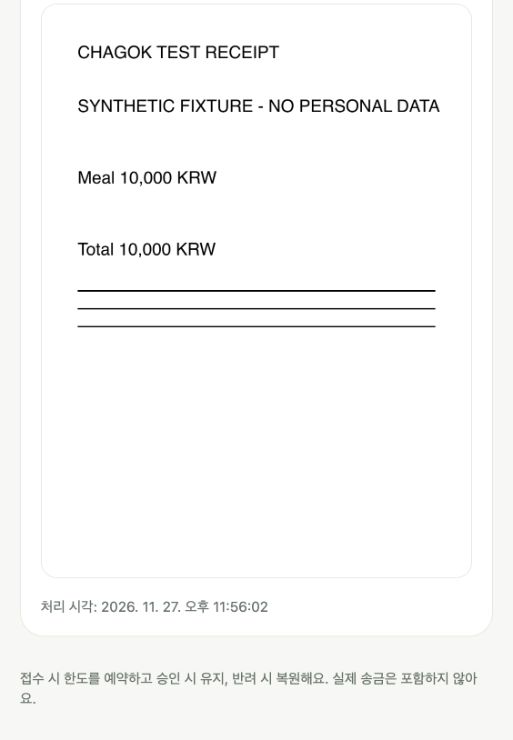 CHAGOK TEST RECEIPT
SYNTHETIC FIXTURE - NO PERSONAL DATA
Meal 10,000 KRW
Total 10,000 KRW
처리 시각: 2026. 11. 27. 오후 11:56:02
접수 시 한도를 예약하고 승인 시 유지, 반려 시 복원해요. 실제 송금은 포함하지 않아
요.